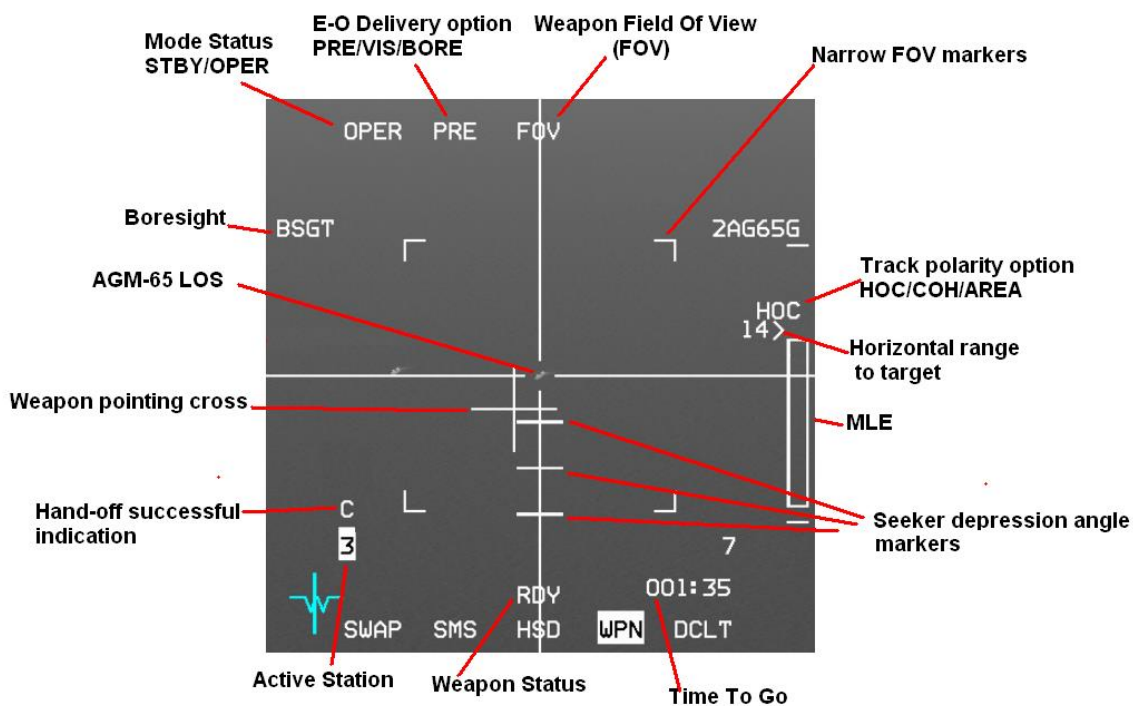 E-O Delivery option
PRE/VIS/BORE
Weapon Field Of View
(FOV)
Mode Status
STBY/OPER
Narrow FOV markers
OPER PRE FOV
Boresight
BSGT
2AG65G
AGM-65 LOS
Track polarity option
HOC/COH/AREA
HOC
14>
Horizontal range
to target
Weapon pointing cross
MLE
Hand-off successful
indication
C
3
Seeker depression angle
markers
7
RDY
001:35
SWAP SMS HSD WPN DCLT
Active Station
Weapon Status
Time To Go